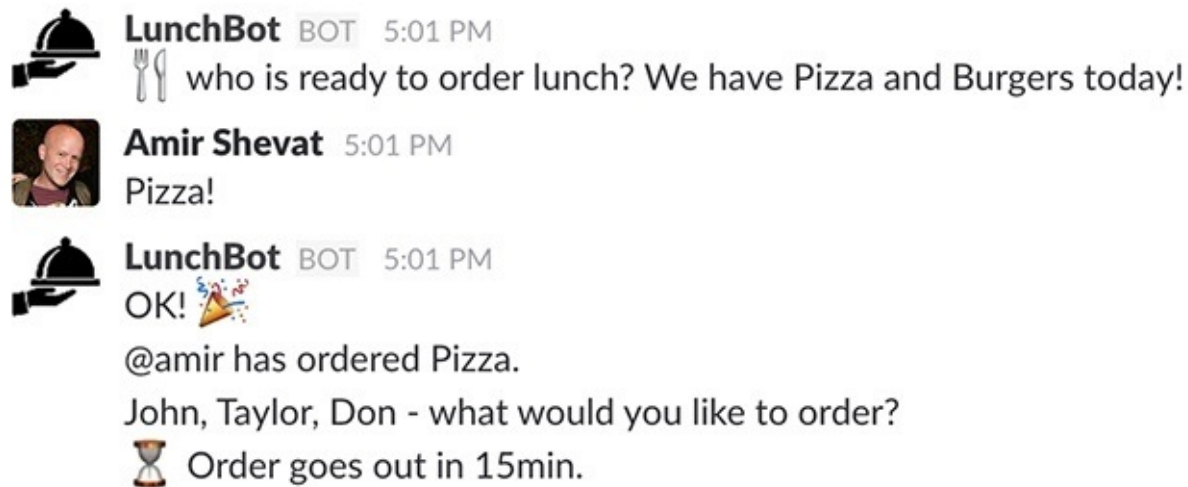 LunchBot BOT 5:01 PM
🍴 who is ready to order lunch? We have Pizza and Burgers today!
Amir Shevat 5:01 PM
Pizza!
LunchBot BOT 5:01 PM
OK! 🎉
@amir has ordered Pizza.
John, Taylor, Don - what would you like to order?
⏳ Order goes out in 15min.